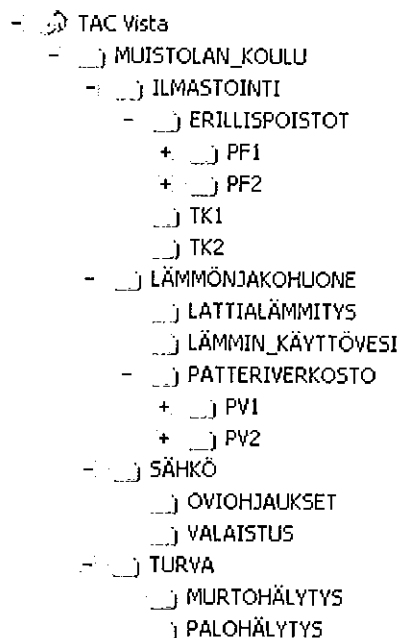 TAC Vista
MUISTOLAN_KOULU
ILMASTOINTI
ERILLISPOISTOT
PF1
PF2
TK1
TK2
LÄMMÖNJAKOHUONE
LATTIALÄMMITYS
LÄMMIN_KÄYTTÖVESI
PATTERIVERKOSTO
PV1
PV2
SÄHKÖ
OVIOHJAUKSET
VALAISTUS
TURVA
MURTOHÄLYTYS
PALOHÄLYTYS